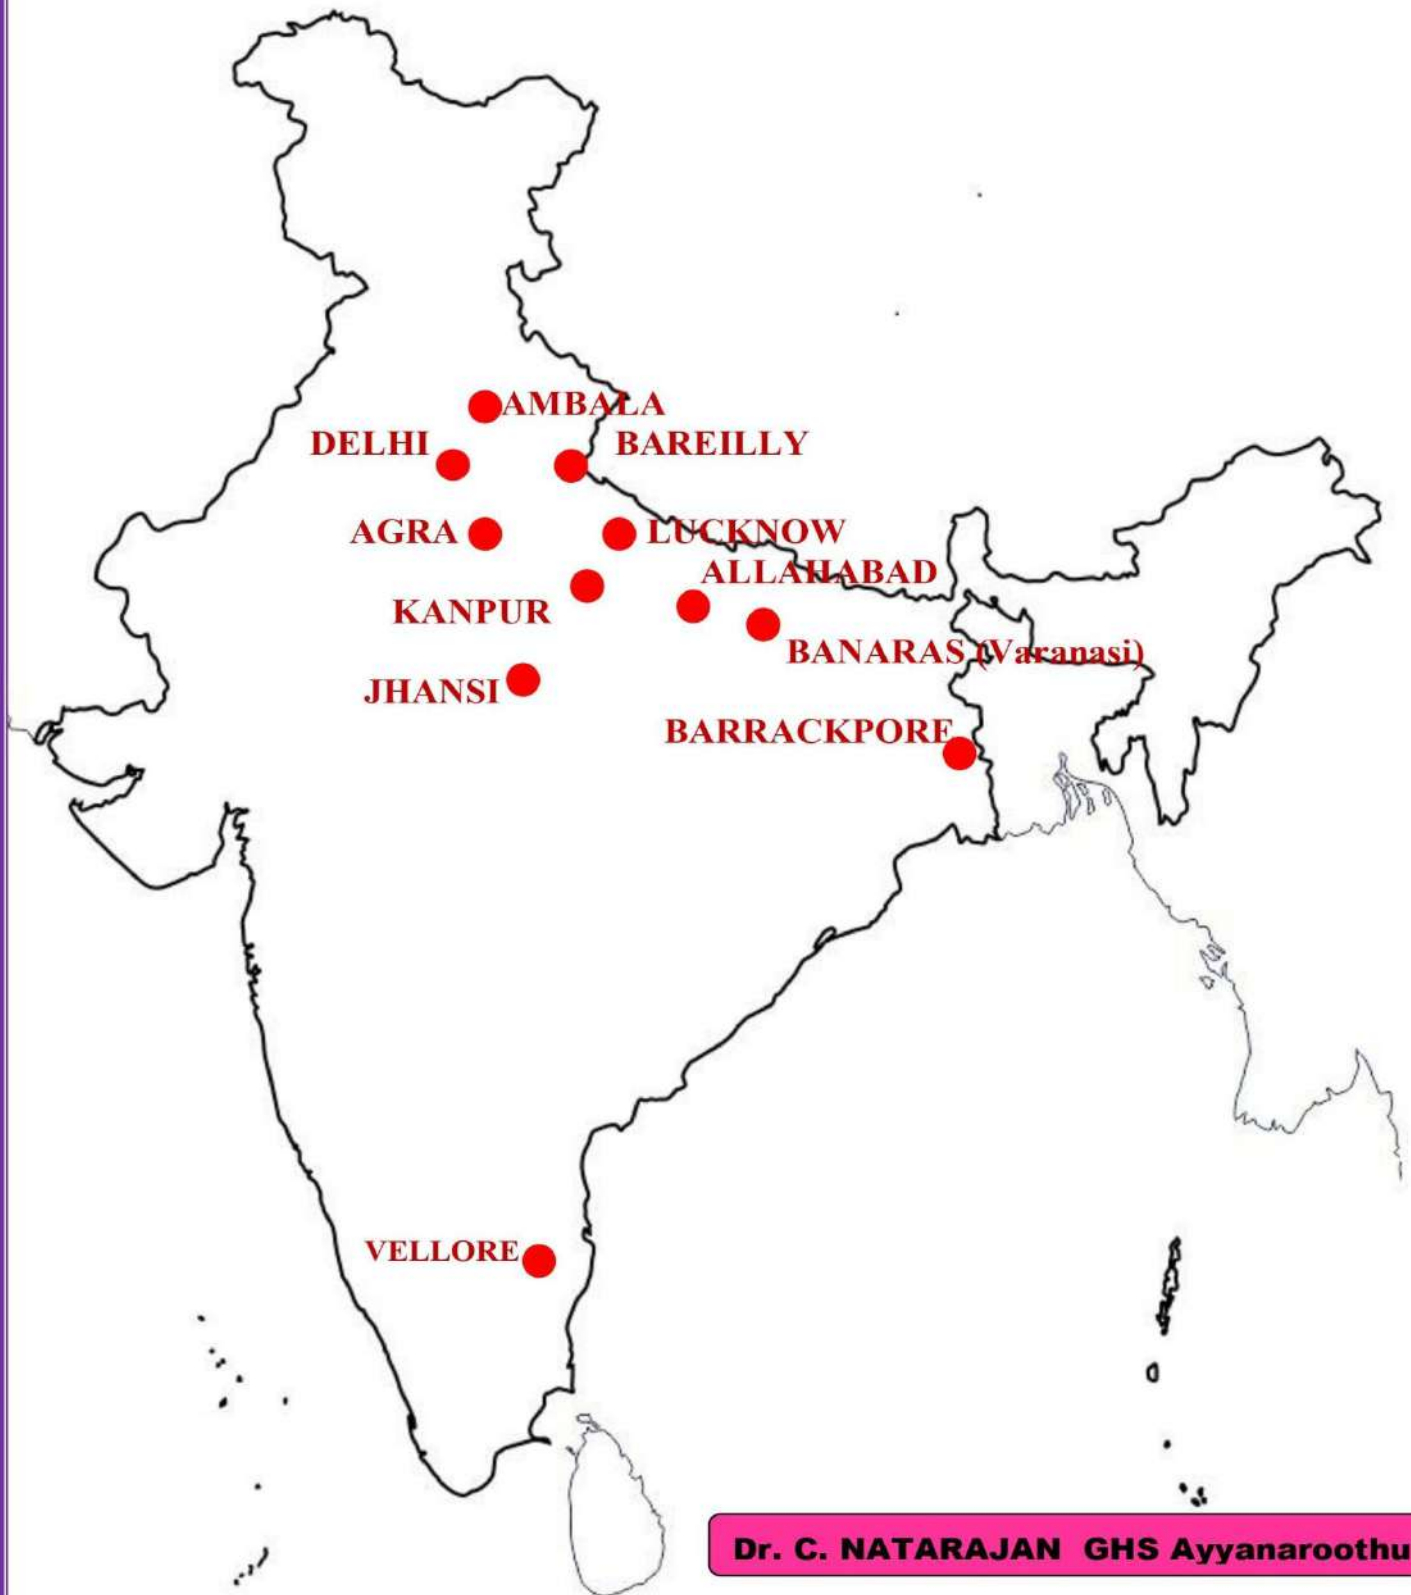 AMBALA
DELHI
BAREILLY
AGRA
LUCKNOW
ALLAHABAD
KANPUR
BANARAS (Varanasi)
JHANSI
BARRACKPORE
VELLORE
Dr. C. NATARAJAN GHS Ayyanaroothu